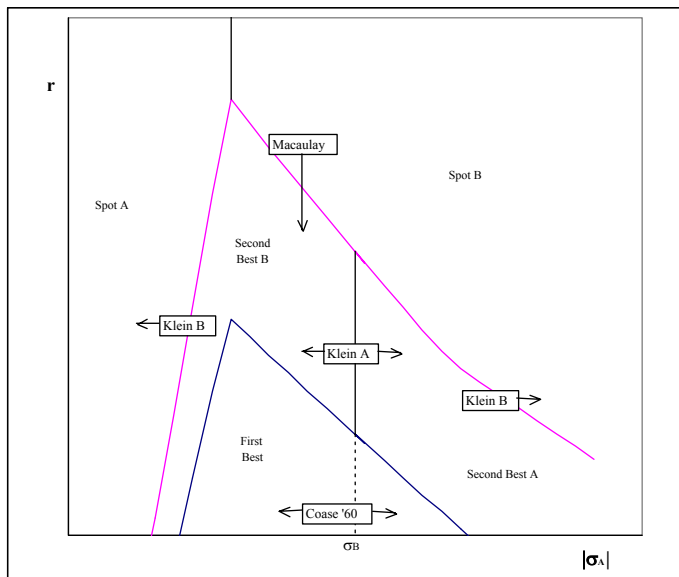 r
Macaulay
Spot B
Spot A
Second
Best B
Klein B
Klein A
Klein B
First
Best
Second Best A
Coase '60
σB
|σA|